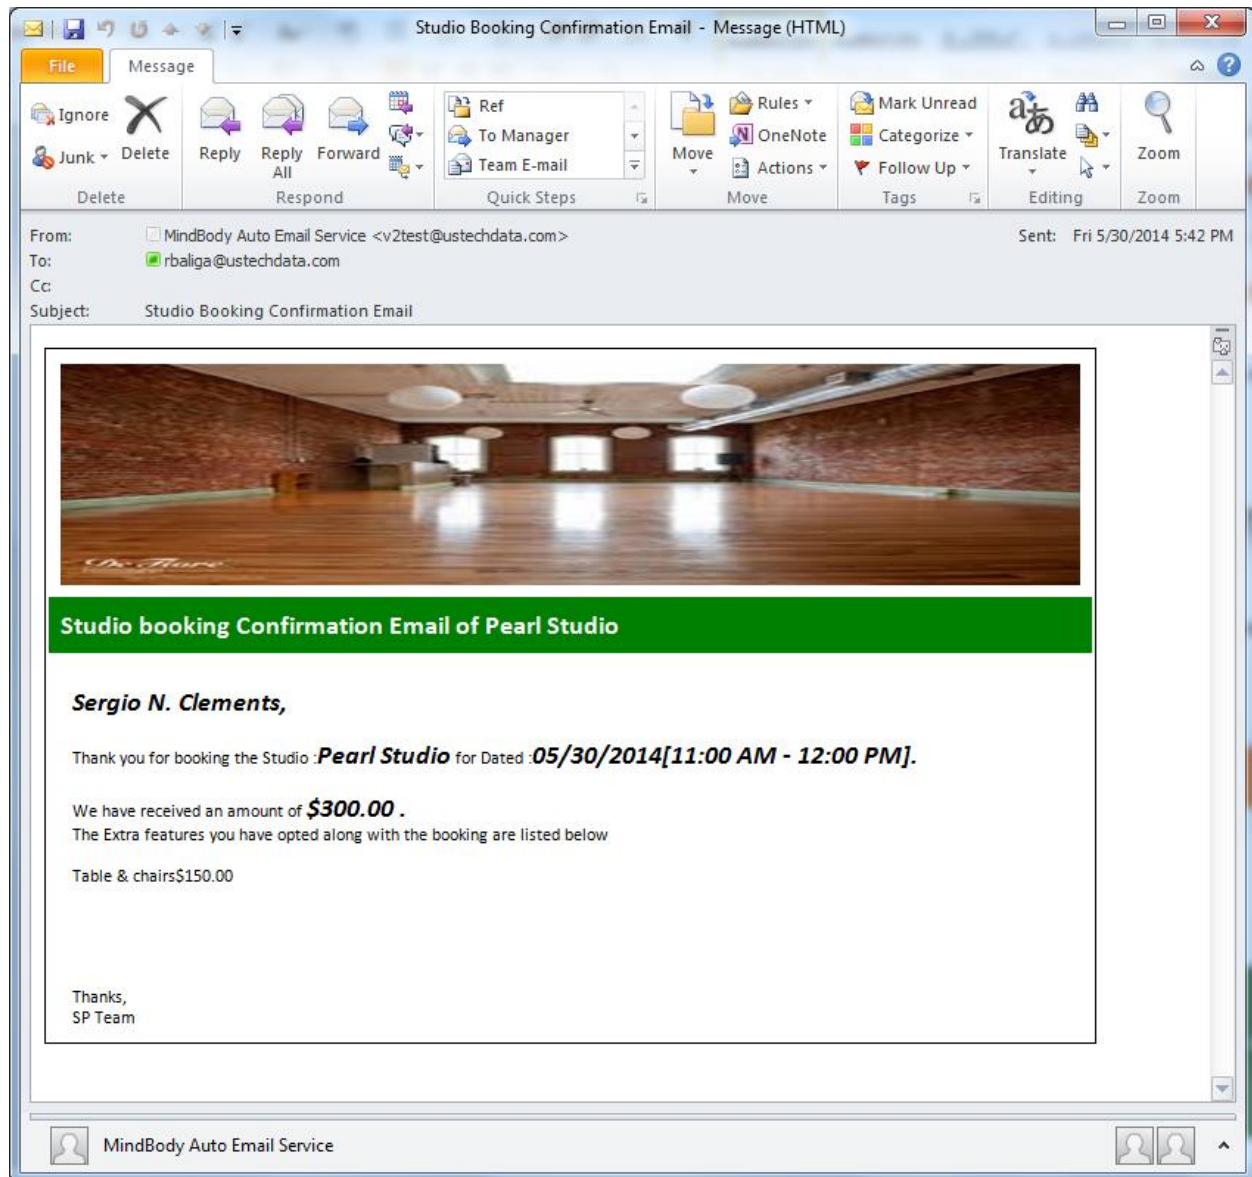 Studio Booking Confirmation Email - Message (HTML)
File Message
Ignore
Junk
Delete
Reply
Reply All
Forward
Ref
To Manager
Team E-mail
Move
Rules
OneNote
Actions
Mark Unread
Categorize
Follow Up
Translate
Zoom
Delete Respond Quick Steps Move Tags Editing Zoom
From: MindBody Auto Email Service <v2test@ustechdata.com> Sent: Fri 5/30/2014 5:42 PM
To: rbaliga@ustechdata.com
Cc:
Subject: Studio Booking Confirmation Email
Studio booking Confirmation Email of Pearl Studio
Sergio N. Clements,
Thank you for booking the Studio :Pearl Studio for Dated :05/30/2014[11:00 AM - 12:00 PM].
We have received an amount of $300.00 .
The Extra features you have opted along with the booking are listed below
Table & chairs$150.00
Thanks,
SP Team
MindBody Auto Email Service